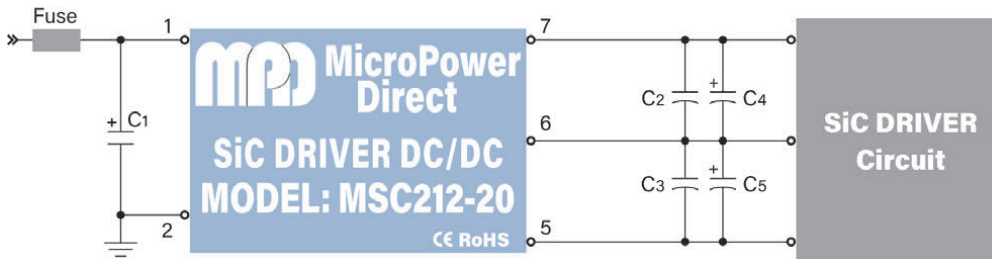 Fuse
1
7
MPD
MicroPower
Direct
C1
+
C2
+
C4
6
SiC DRIVER
Circuit
SiC DRIVER DC/DC
MODEL: MSC212-20
C3
+
C5
2
5
CE RoHS